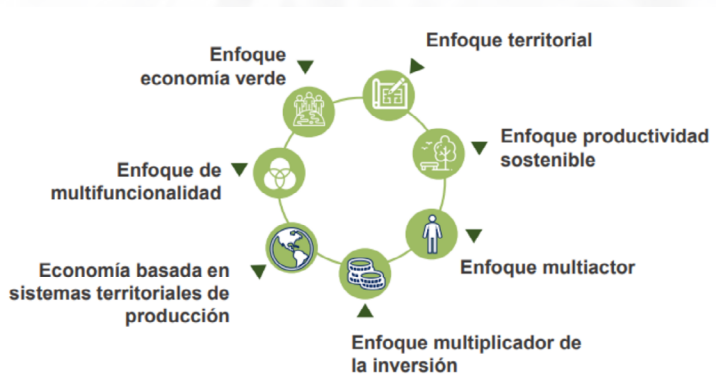 Enfoque territorial
Enfoque
economía verde
Enfoque productividad
sostenible
Enfoque de
multifuncionalidad
Enfoque multiactor
Economía basada en
sistemas territoriales de
producción
Enfoque multiplicador de
la inversión